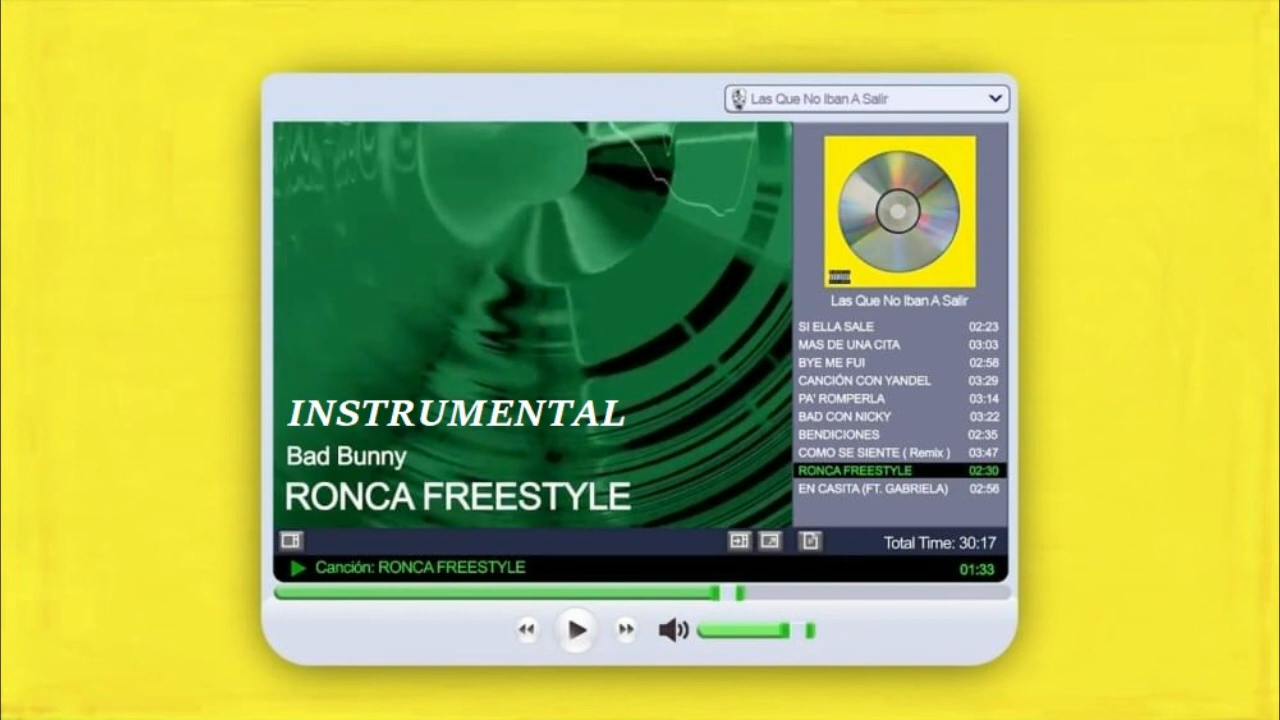 Las Que No Iban A Salir
Las Que No Iban A Salir
SI ELLA SALE 02:23
MAS DE UNA CITA 03:03
BYE ME FUI 02:58
CANCIÓN CON YANDEL 03:29
PA' ROMPERLA 03:14
BAD CON NICKY 03:22
BENDICIONES 02:35
COMO SE SIENTE ( Remix ) 03:47
RONCA FREESTYLE 02:30
EN CASITA (FT. GABRIELA) 02:56
INSTRUMENTAL
Bad Bunny
RONCA FREESTYLE
Total Time: 30:17
Canción: RONCA FREESTYLE 01:33